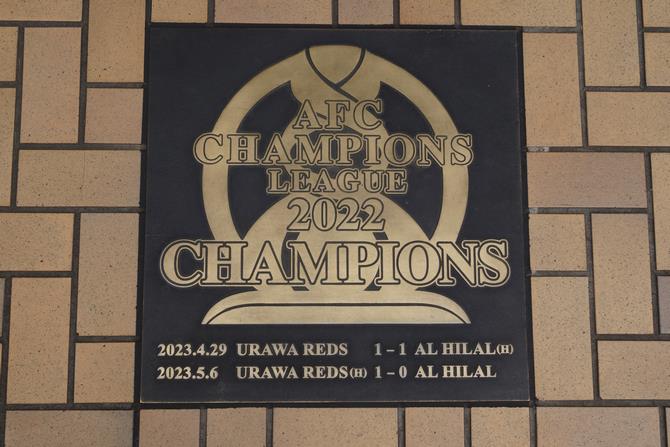 AFC
CHAMPIONS
LEAGUE
2022
CHAMPIONS
2023.4.29 URAWA REDS 1-1 AL HILAL(H)
2023.5.6 URAWA REDS(H) 1-0 AL HILAL